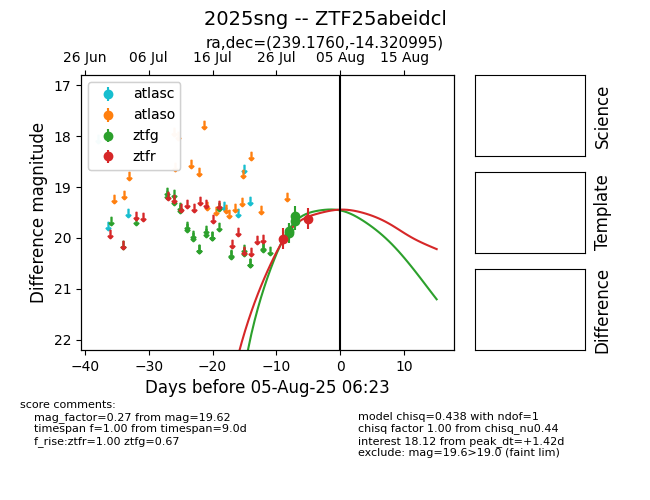 2025sng -- ZTF25abeidcl
ra,dec=(239.1760,-14.320995)
26 Jun 06 Jul 16 Jul 26 Jul 05 Aug 15 Aug
atlasc
atlaso
ztfg
ztfr
17
18
19
20
21
22
Difference magnitude
−40 −30 −20 −10 0 10
Days before 05-Aug-25 06:23
Science
Template
Difference
score comments:
mag_factor=0.27 from mag=19.62
timespan f=1.00 from timespan=9.0d
f_rise:ztfr=1.00 ztfg=0.67
model chisq=0.438 with ndof=1
chisq factor 1.00 from chisq_nu0.44
interest 18.12 from peak_dt=+1.42d
exclude: mag=19.6>19.0 (faint lim)